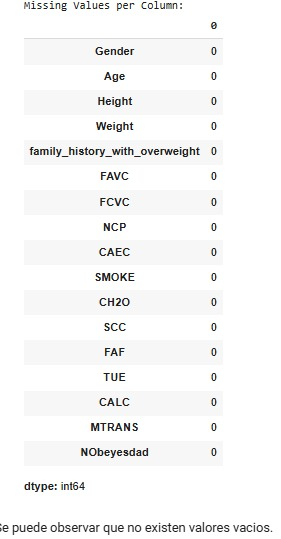 Missing Values per Column:
0
Gender 0
Age 0
Height 0
Weight 0
family_history_with_overweight 0
FAVC 0
FCVC 0
NCP 0
CAEC 0
SMOKE 0
CH2O 0
SCC 0
FAF 0
TUE 0
CALC 0
MTRANS 0
NObeyesdad 0
dtype: int64
Se puede observar que no existen valores vacios.